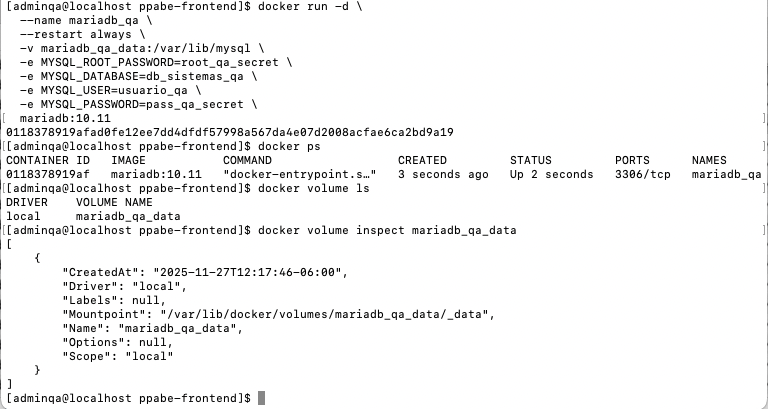 [adminqa@localhost ppabe-frontend]$ docker run -d \
  --name mariadb_qa \
  --restart always \
  -v mariadb_qa_data:/var/lib/mysql \
  -e MYSQL_ROOT_PASSWORD=root_qa_secret \
  -e MYSQL_DATABASE=db_sistemas_qa \
  -e MYSQL_USER=usuario_qa \
  -e MYSQL_PASSWORD=pass_qa_secret \
[ mariadb:10.11 ]
0118378919afad0fe12ee7dd4dfdf57998a567da4e07d2008acfae6ca2bd9a19
[[adminqa@localhost ppabe-frontend]$ docker ps ]
CONTAINER ID   IMAGE           COMMAND                  CREATED         STATUS         PORTS      NAMES
0118378919af   mariadb:10.11   "docker-entrypoint.s…"   3 seconds ago   Up 2 seconds   3306/tcp   mariadb_qa
[[adminqa@localhost ppabe-frontend]$ docker volume ls ]
DRIVER    VOLUME NAME
local     mariadb_qa_data
[[adminqa@localhost ppabe-frontend]$ docker volume inspect mariadb_qa_data ]
[
    {
        "CreatedAt": "2025-11-27T12:17:46-06:00",
        "Driver": "local",
        "Labels": null,
        "Mountpoint": "/var/lib/docker/volumes/mariadb_qa_data/_data",
        "Name": "mariadb_qa_data",
        "Options": null,
        "Scope": "local"
    }
]
[adminqa@localhost ppabe-frontend]$